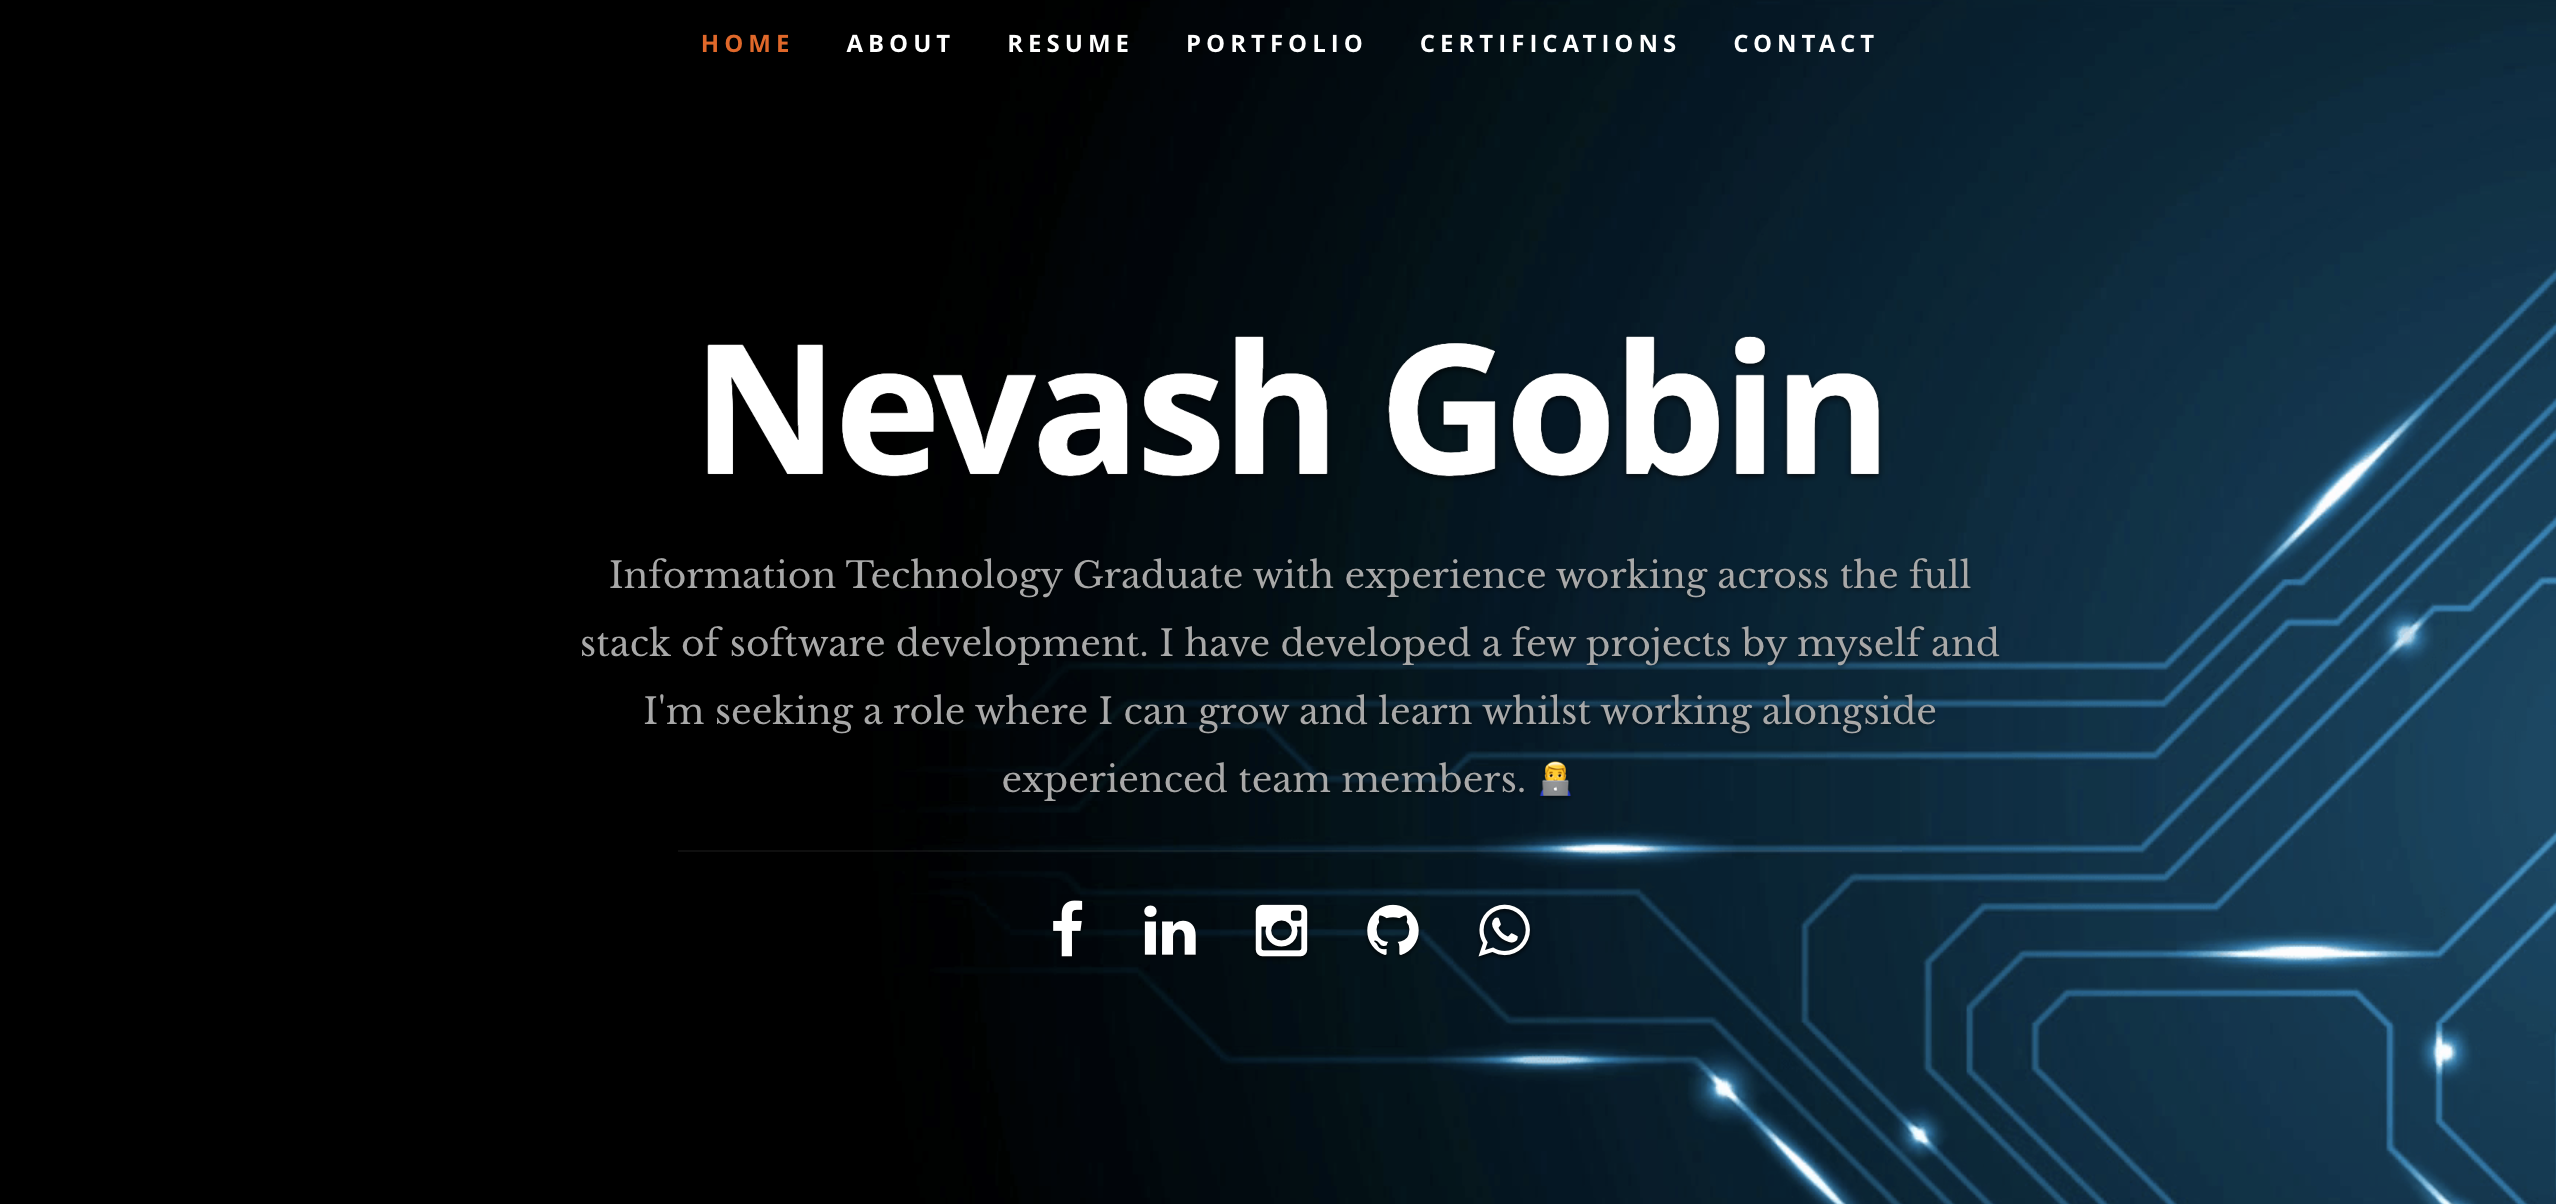 HOME ABOUT RESUME PORTFOLIO CERTIFICATIONS CONTACT
Nevash Gobin
Information Technology Graduate with experience working across the full
stack of software development. I have developed a few projects by myself and
I'm seeking a role where I can grow and learn whilst working alongside
experienced team members. 👨‍💻